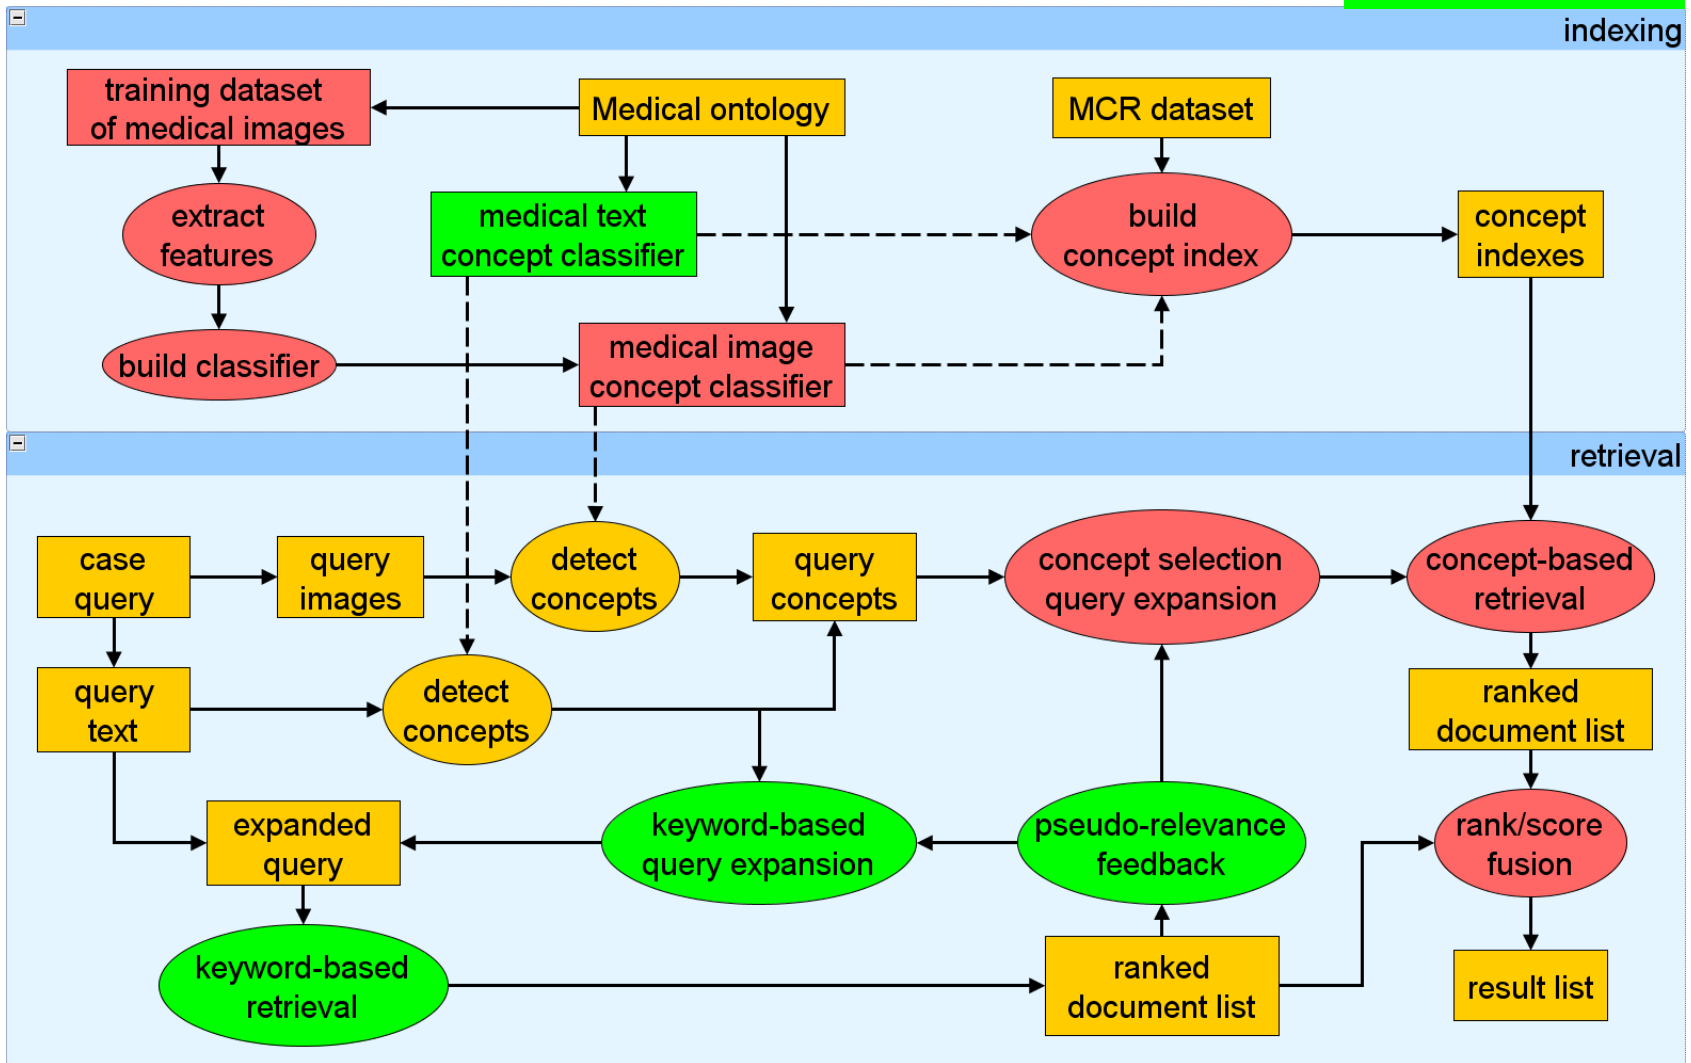 indexing
training dataset
of medical images
Medical ontology
MCR dataset
extract
features
medical text
concept classifier
build
concept index
concept
indexes
build classifier
medical image
concept classifier
retrieval
case
query
query
images
detect
concepts
query
concepts
concept selection
query expansion
concept-based
retrieval
query
text
detect
concepts
ranked
document list
expanded
query
keyword-based
query expansion
pseudo-relevance
feedback
rank/score
fusion
keyword-based
retrieval
ranked
document list
result list